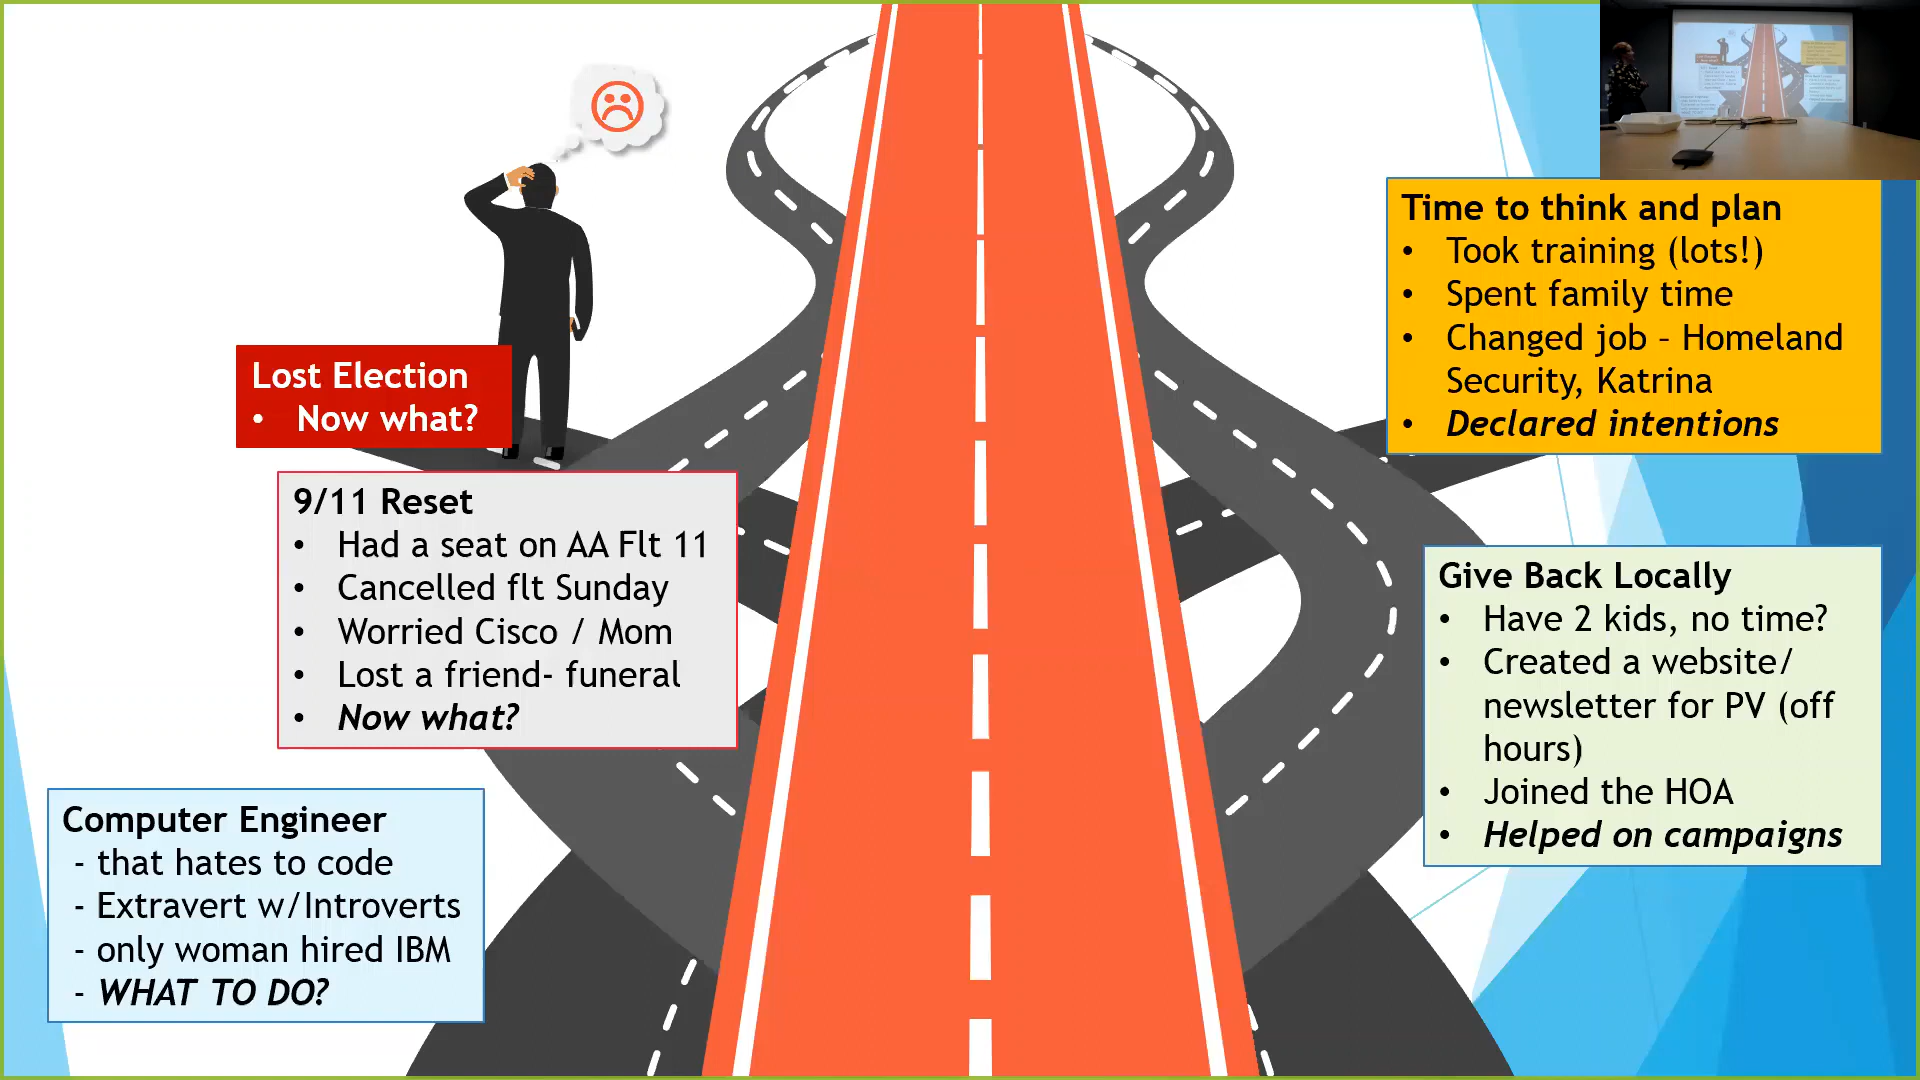 Lost Election
• Now what?
9/11 Reset
• Had a seat on AA Flt 11
• Cancelled flt Sunday
• Worried Cisco / Mom
• Lost a friend- funeral
• Now what?
Computer Engineer
- that hates to code
- Extravert w/Introverts
- only woman hired IBM
- WHAT TO DO?
Time to think and plan
• Took training (lots!)
• Spent family time
• Changed job – Homeland
Security, Katrina
• Declared intentions
Give Back Locally
• Have 2 kids, no time?
• Created a website/
newsletter for PV (off
hours)
• Joined the HOA
• Helped on campaigns